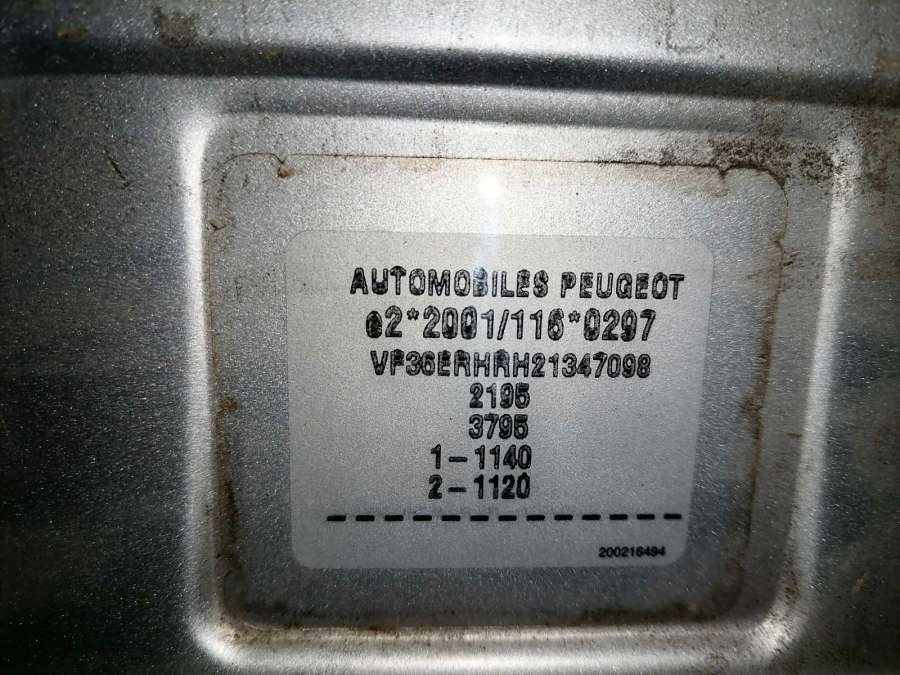 AUTOMOBILES PEUGEOT
e2*2001/116*0297
VF36ERHRH21347098
2195
3795
1-1140
2-1120
200216494